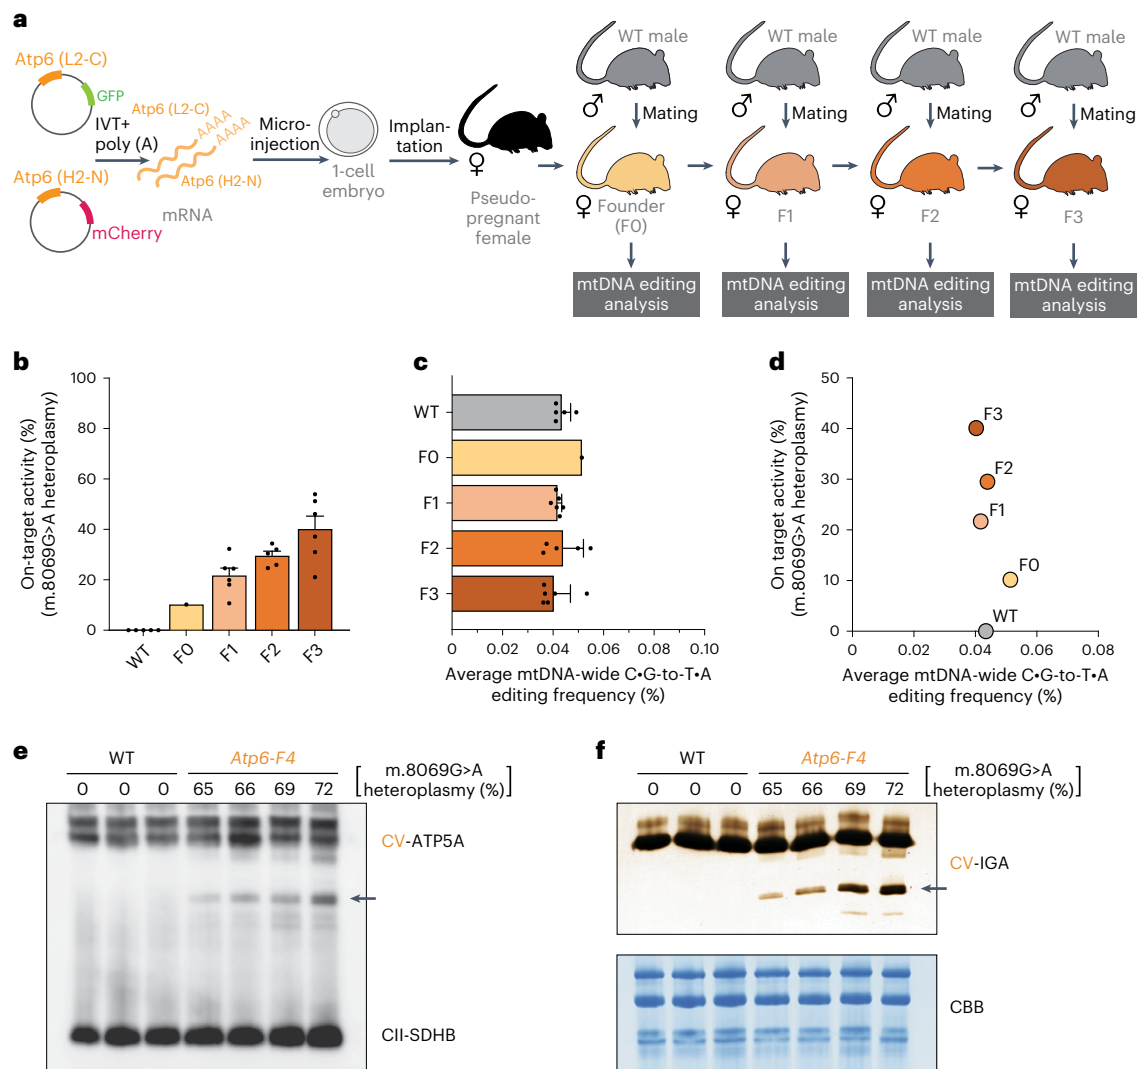 a
Atp6 (L2-C)
GFP
IVT+
poly (A)
Atp6 (H2-N)
mCherry
Atp6 (L2-C)
AAAA
AAAA
Atp6 (H2-N)
mRNA
Micro-
injection
1-cell
embryo
Implan-
tation
♀
Pseudo-
pregnant
female
WT male
♂
Mating
♀ Founder
(F0)
mtDNA editing
analysis
WT male
♂
Mating
♀
F1
mtDNA editing
analysis
WT male
♂
Mating
♀
F2
mtDNA editing
analysis
WT male
♂
Mating
♀
F3
mtDNA editing
analysis
b
On-target activity (%)
(m.8069G>A heteroplasmy)
100
80
60
40
20
0
WT
F0
F1
F2
F3
c
WT
F0
F1
F2
F3
0 0.02 0.04 0.06 0.08 0.10
Average mtDNA-wide C•G-to-T•A
editing frequency (%)
d
On target activity (%)
(m.8069G>A heteroplasmy)
50
40
30
20
10
0
F3
F2
F1
F0
WT
0 0.02 0.04 0.06 0.08
Average mtDNA-wide C•G-to-T•A
editing frequency (%)
e
WT Atp6-F4
0 0 0 65 66 69 72
[m.8069G>A
heteroplasmy (%)]
CV-ATP5A
CII-SDHB
f
WT Atp6-F4
0 0 0 65 66 69 72
[m.8069G>A
heteroplasmy (%)]
CV-IGA
CBB